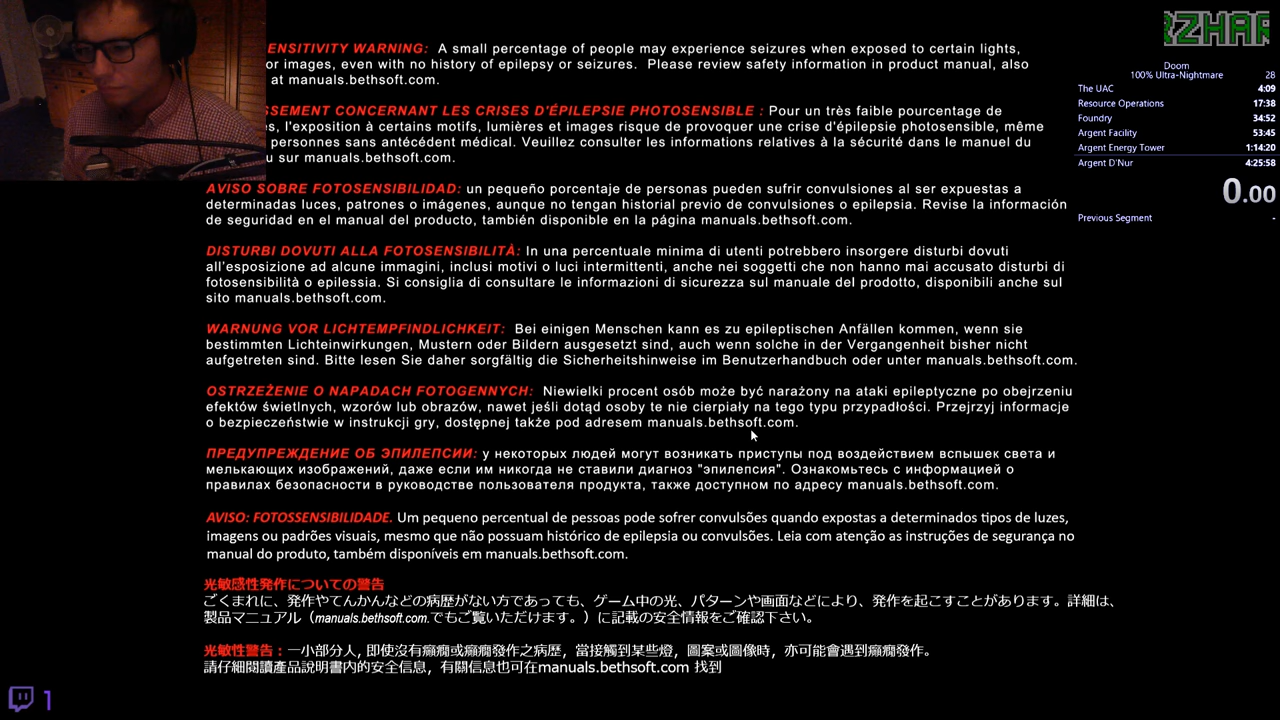 ENSITIVITY WARNING: A small percentage of people may experience seizures when exposed to certain lights,
or images, even with no history of epilepsy or seizures. Please review safety information in product manual, also
at manuals.bethsoft.com.
SSEMENT CONCERNANT LES CRISES D'ÉPILEPSIE PHOTOSENSIBLE : Pour un très faible pourcentage de
s, l'exposition à certains motifs, lumières et images risque de provoquer une crise d'épilepsie photosensible, même
personnes sans antécédent médical. Veuillez consulter les informations relatives à la sécurité dans le manuel du
u sur manuals.bethsoft.com.
AVISO SOBRE FOTOSENSIBILIDAD: un pequeño porcentaje de personas pueden sufrir convulsiones al ser expuestas a
determinadas luces, patrones o imágenes, aunque no tengan historial previo de convulsiones o epilepsia. Revise la información
de seguridad en el manual del producto, también disponible en la página manuals.bethsoft.com.
DISTURBI DOVUTI ALLA FOTOSENSIBILITÀ: In una percentuale minima di utenti potrebbero insorgere disturbi dovuti
all'esposizione ad alcune immagini, inclusi motivi o luci intermittenti, anche nei soggetti che non hanno mai accusato disturbi di
fotosensibilità o epilessia. Si consiglia di consultare le informazioni di sicurezza sul manuale del prodotto, disponibili anche sul
sito manuals.bethsoft.com.
WARNUNG VOR LICHTEMPFINDLICHKEIT: Bei einigen Menschen kann es zu epileptischen Anfällen kommen, wenn sie
bestimmten Lichteinwirkungen, Mustern oder Bildern ausgesetzt sind, auch wenn solche in der Vergangenheit bisher nicht
aufgetreten sind. Bitte lesen Sie daher sorgfältig die Sicherheitshinweise im Benutzerhandbuch oder unter manuals.bethsoft.com.
OSTRZEŻENIE O NAPADACH FOTOGENNYCH: Niewielki procent osób może być narażony na ataki epileptyczne po obejrzeniu
efektów świetlnych, wzorów lub obrazów, nawet jeśli dotąd osoby te nie cierpiały na tego typu przypadłości. Przejrzyj informacje
o bezpieczeństwie w instrukcji gry, dostępnej także pod adresem manuals.bethsoft.com.
ПРЕДУПРЕЖДЕНИЕ ОБ ЭПИЛЕПСИИ: у некоторых людей могут возникать приступы под воздействием вспышек света и
мелькающих изображений, даже если им никогда не ставили диагноз "эпилепсия". Ознакомьтесь с информацией о
правилах безопасности в руководстве пользователя продукта, также доступном по адресу manuals.bethsoft.com.
AVISO: FOTOSSENSIBILIDADE. Um pequeno percentual de pessoas pode sofrer convulsões quando expostas a determinados tipos de luzes,
imagens ou padrões visuais, mesmo que não possuam histórico de epilepsia ou convulsões. Leia com atenção as instruções de segurança no
manual do produto, também disponíveis em manuals.bethsoft.com.
光敏感性発作についての警告
ごくまれに、発作やてんかんなどの病歴がない方であっても、ゲーム中の光、パターンや画面などにより、発作を起こすことがあります。詳細は、
製品マニュアル（manuals.bethsoft.com.でもご覧いただけます。）に記載の安全情報をご確認下さい。
光敏性警告：一小部分人，即使沒有癲癇或癲癇發作之病歷，當接觸到某些燈，圖案或圖像時，亦可能會遇到癲癇發作。
請仔細閱讀產品說明書内的安全信息，有關信息也可在manuals.bethsoft.com 找到
1
RZHAR
Doom
100% Ultra-Nightmare 28
The UAC 4:09
Resource Operations 17:38
Foundry 34:52
Argent Facility 53:45
Argent Energy Tower 1:14:20
Argent D'Nur 4:25:58
0.00
Previous Segment -